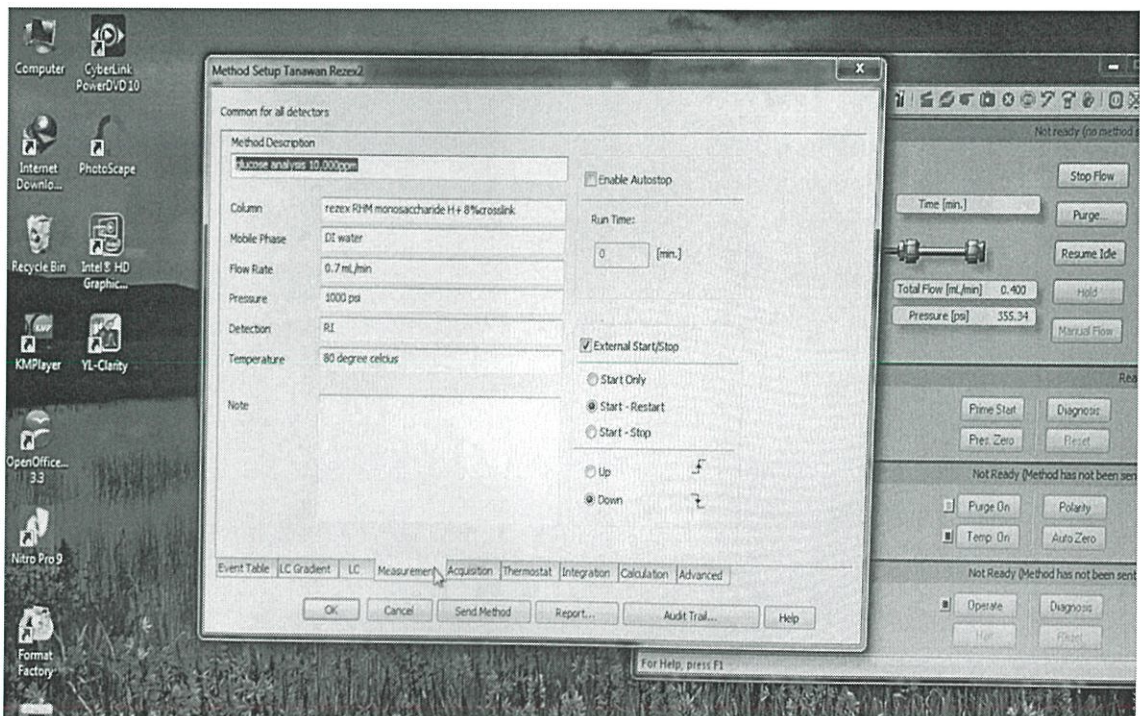 Computer
CyberLink
PowerDVD10
Internet
Downlo...
PhotoScape
Recycle Bin
Intel® HD
Graphic...
KMPlayer
YL-Clarity
OpenOffice...
3.3
Nitro Pro 9
Format
Factory
Method Setup Tanawan Rezex2
Common for all detectors
Method Description
glucose analysis 10,000ppm
Column rezex RHM monosaccharide H+ 8%crosslink
Mobile Phase DI water
Flow Rate 0.7 mL/min
Pressure 1000 psi
Detection RI
Temperature 80 degree celcius
Note
Enable Autostop
Run Time:
0 [min.]
External Start/Stop
Start Only
Start - Restart
Start - Stop
Up
Down
Event Table LC Gradient LC Measurement Acquisition Thermostat Integration Calculation Advanced
OK Cancel Send Method Report... Audit Trail... Help
Not ready (no method s
Stop Flow
Time [min.]
Purge...
Resume Idle
Total Flow [mL/min] 0.400
Hold
Pressure [psi] 355.34
Manual Flow
Rea
Prime Start Diagnosis
Pres. Zero Reset
Not Ready (Method has not been sen
Purge On Polarity
Temp On Auto Zero
Not Ready (Method has not been sent
Operate Diagnosis
Reset
For Help, press F1